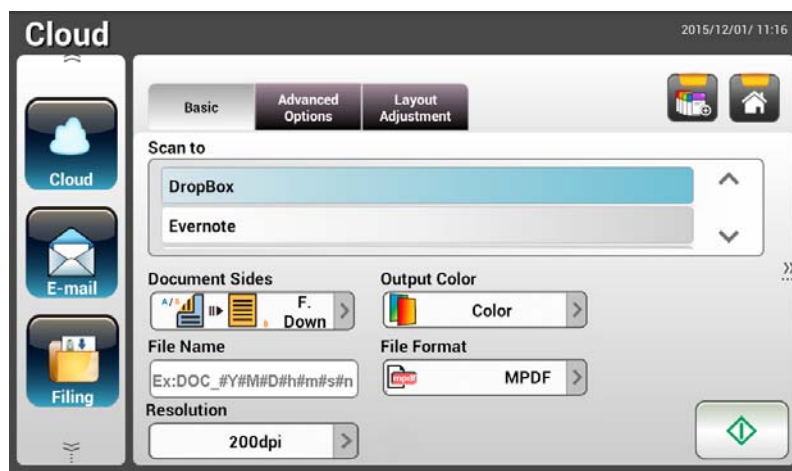 Cloud
2015/12/01/ 11:16
Basic
Advanced
Options
Layout
Adjustment
Scan to
Cloud
DropBox
Evernote
E-mail
Document Sides
Output Color
A/B
F.
Down
Color
File Name
File Format
Filing
Ex:DOC_#Y#M#D#h#m#s#n
mpdf
MPDF
Resolution
200dpi